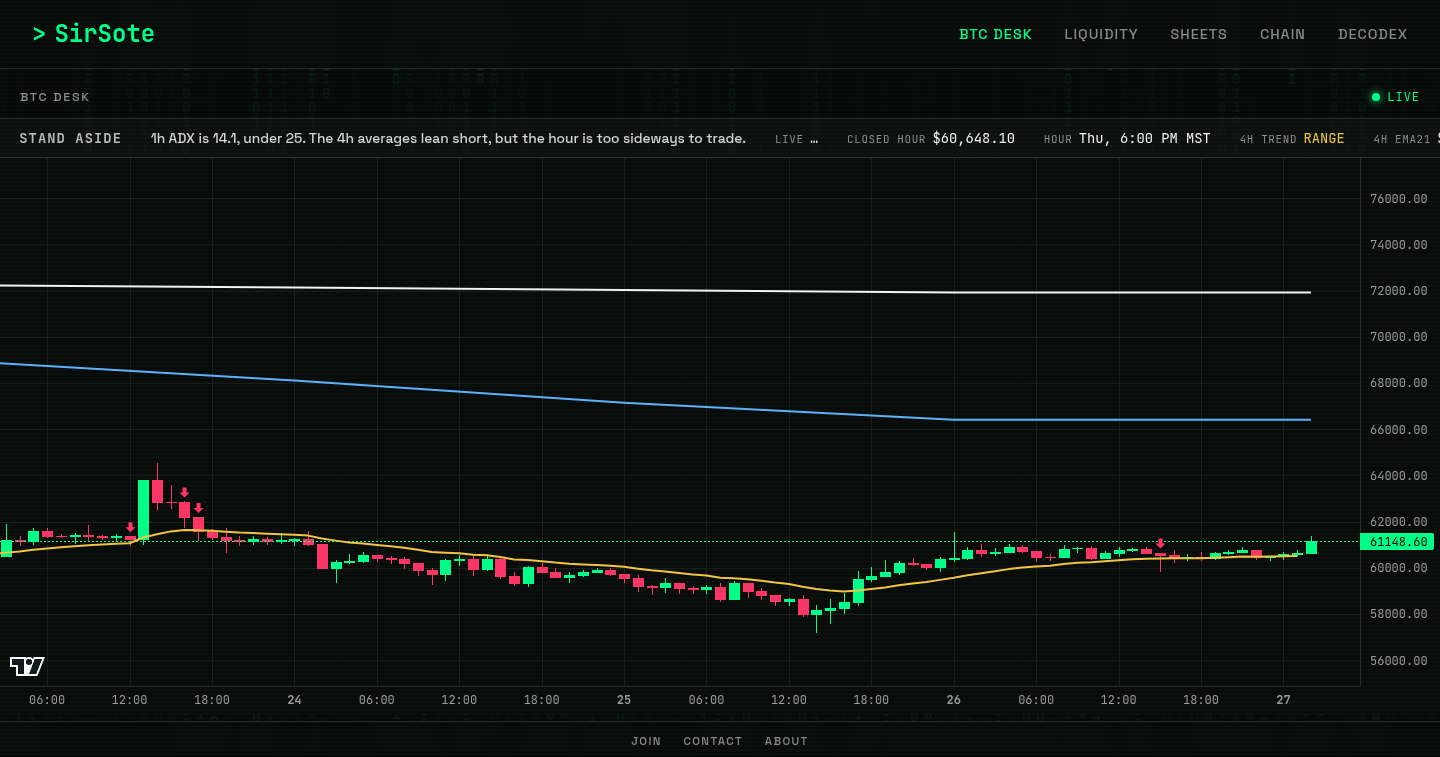 > SirSote
BTC DESK LIQUIDITY SHEETS CHAIN DECODEX
BTC DESK
LIVE
STAND ASIDE 1h ADX is 14.1, under 25. The 4h averages lean short, but the hour is too sideways to trade. LIVE … CLOSED HOUR $60,648.10 HOUR Thu, 6:00 PM MST 4H TREND RANGE 4H EMA21
76000.00
74000.00
72000.00
70000.00
68000.00
66000.00
64000.00
62000.00
61148.60
60000.00
58000.00
56000.00
06:00 12:00 18:00 24 06:00 12:00 18:00 25 06:00 12:00 18:00 26 06:00 12:00 18:00 27
JOIN CONTACT ABOUT